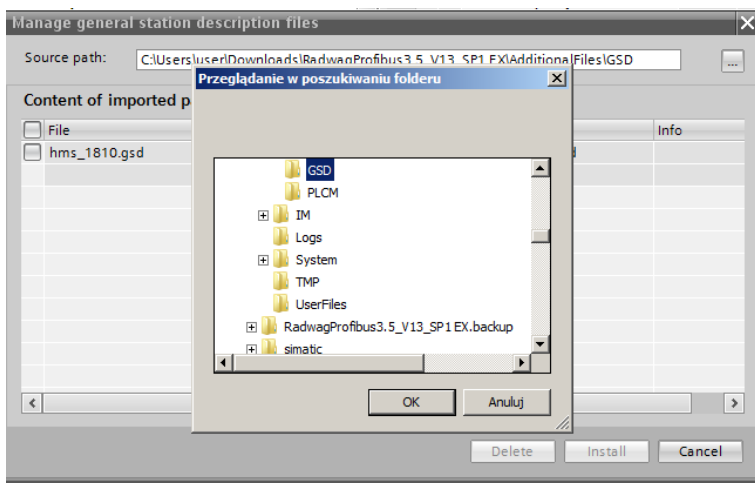 Manage general station description files
Source path: C:\Users\user\Downloads\RadwagProfibus3.5_V13_SP1 EX\AdditionalFiles\GSD ...
Przeglądanie w poszukiwaniu folderu
Content of imported p
File Info
hms_1810.gsd
GSD
PLCM
IM
Logs
System
TMP
UserFiles
RadwagProfibus3.5_V13_SP1 EX.backup
simatic
OK Anuluj
Delete Install Cancel